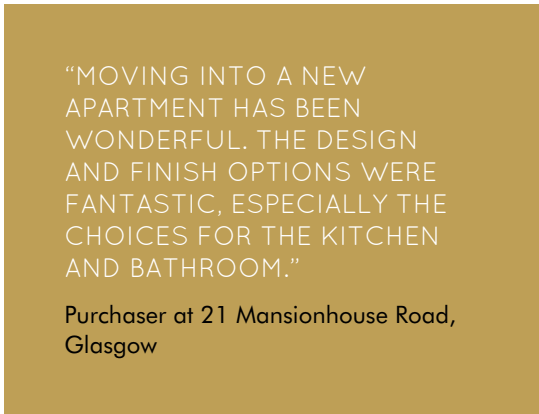 “MOVING INTO A NEW
APARTMENT HAS BEEN
WONDERFUL. THE DESIGN
AND FINISH OPTIONS WERE
FANTASTIC, ESPECIALLY THE
CHOICES FOR THE KITCHEN
AND BATHROOM.”
Purchaser at 21 Mansionhouse Road,
Glasgow